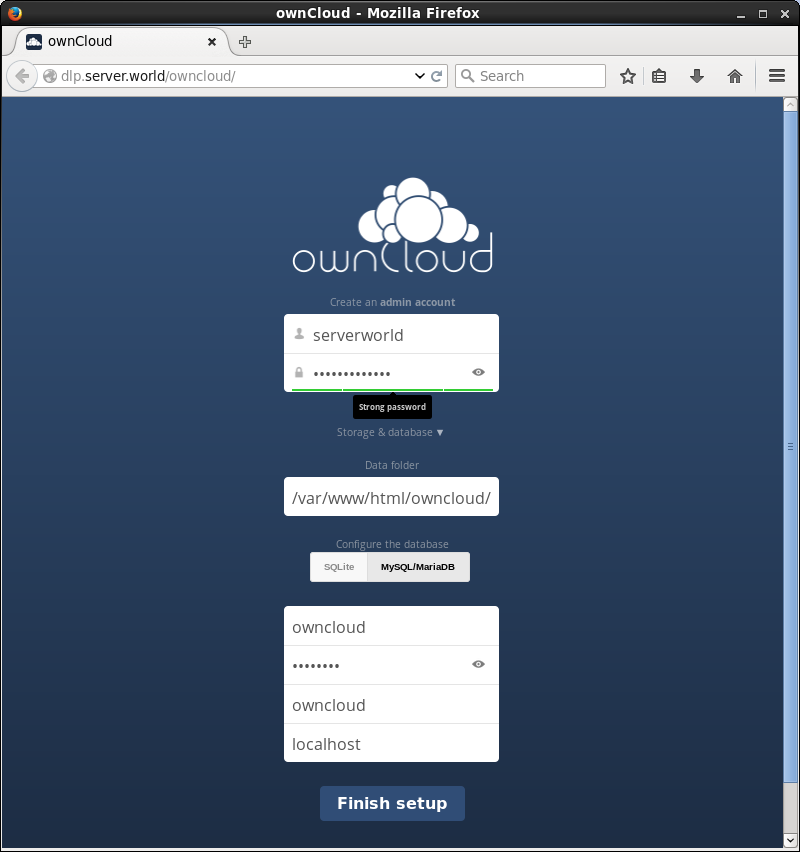 ownCloud - Mozilla Firefox
ownCloud
dlp.server.world/owncloud/
Search
ownCloud
Create an admin account
serverworld
•••••••••••••
Strong password
Storage & database ▼
Data folder
/var/www/html/owncloud/
Configure the database
SQLite MySQL/MariaDB
owncloud
••••••••
owncloud
localhost
Finish setup